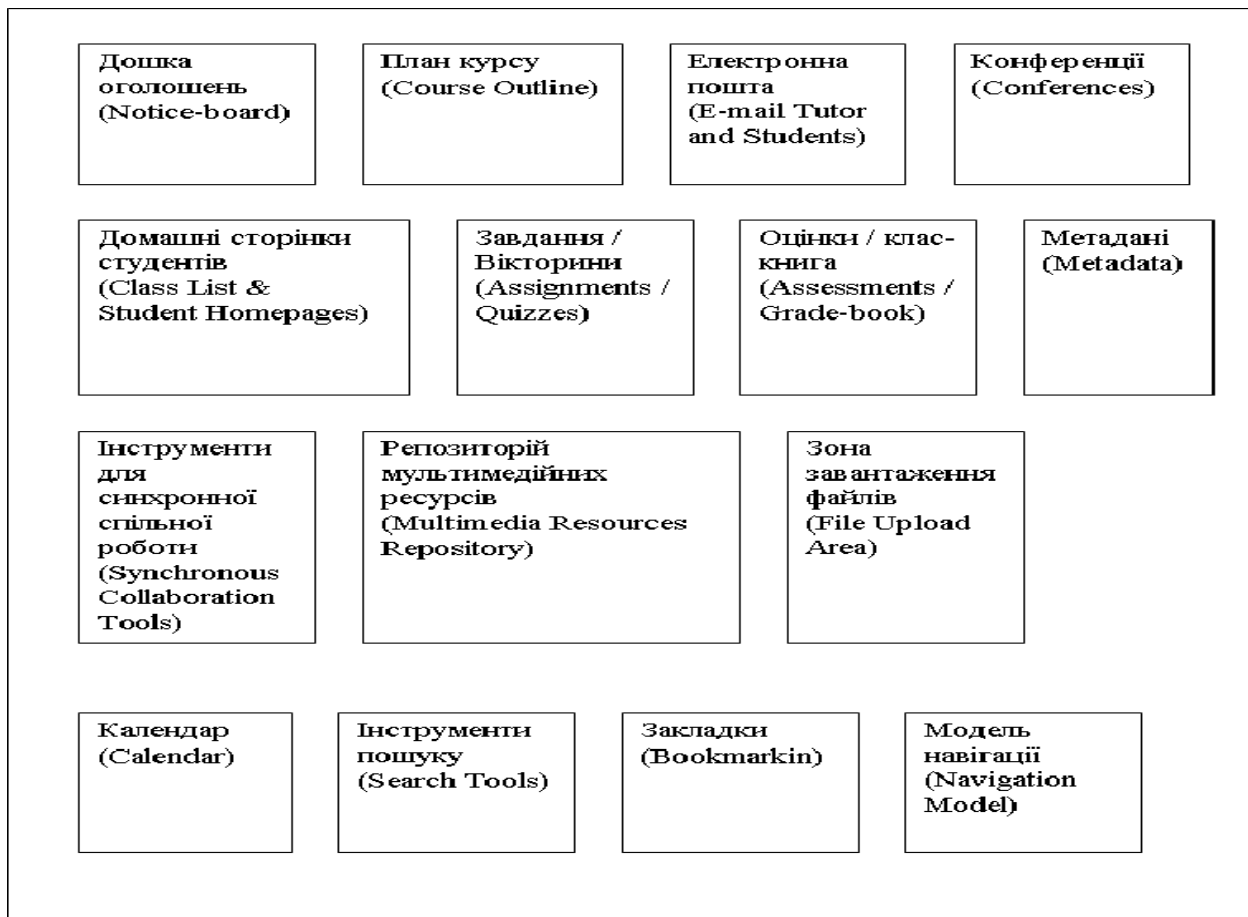 Дошка
оголошень
(Notice-board)
План курсу
(Course Outline)
Електронна
пошта
(E-mail Tutor
and Students)
Конференції
(Conferences)
Домашні сторінки
студентів
(Class List &
Student Homepages)
Завдання /
Вікторини
(Assignments /
Quizzes)
Оцінки / клас-
книга
(Assessments /
Grade-book)
Метадані
(Metadata)
Інструменти
для
синхронної
спільної
роботи
(Synchronous
Collaboration
Tools)
Репозиторій
мультимедійних
ресурсів
(Multimedia Resources
Repository)
Зона
завантаження
файлів
(File Upload
Area)
Календар
(Calendar)
Інструменти
пошуку
(Search Tools)
Закладки
(Bookmarkin)
Модель
навігації
(Navigation
Model)